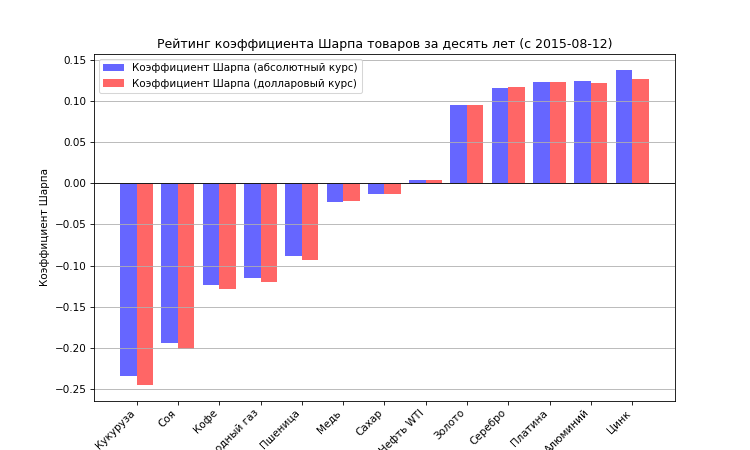 Рейтинг коэффициента Шарпа товаров за десять лет (с 2015-08-12)
Коэффициент Шарпа (абсолютный курс)
Коэффициент Шарпа (долларовый курс)
Коэффициент Шарпа
0.15
0.10
0.05
0.00
−0.05
−0.10
−0.15
−0.20
−0.25
Кукуруза
Соя
Кофе
одный газ
Пшеница
Медь
Сахар
Нефть WTI
Золото
Серебро
Платина
Алюминий
Цинк